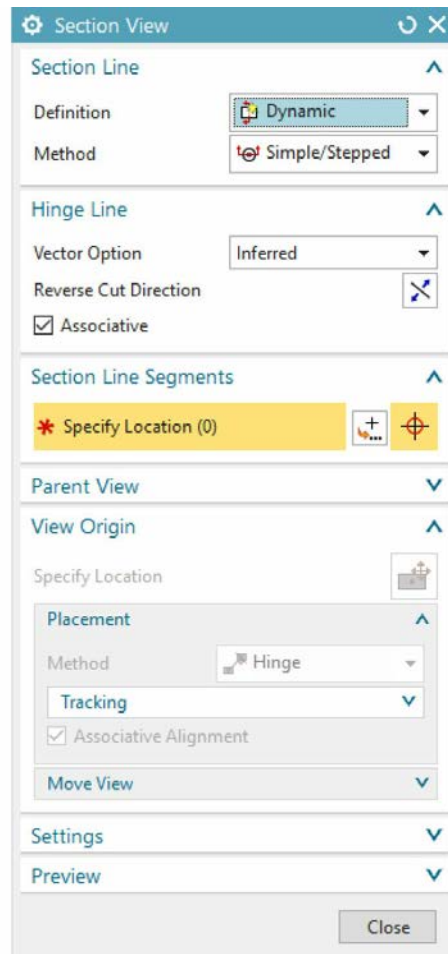 Section View
Section Line
Definition Dynamic
Method Simple/Stepped
Hinge Line
Vector Option Inferred
Reverse Cut Direction
Associative
Section Line Segments
* Specify Location (0)
Parent View
View Origin
Specify Location
Placement
Method Hinge
Tracking
Associative Alignment
Move View
Settings
Preview
Close